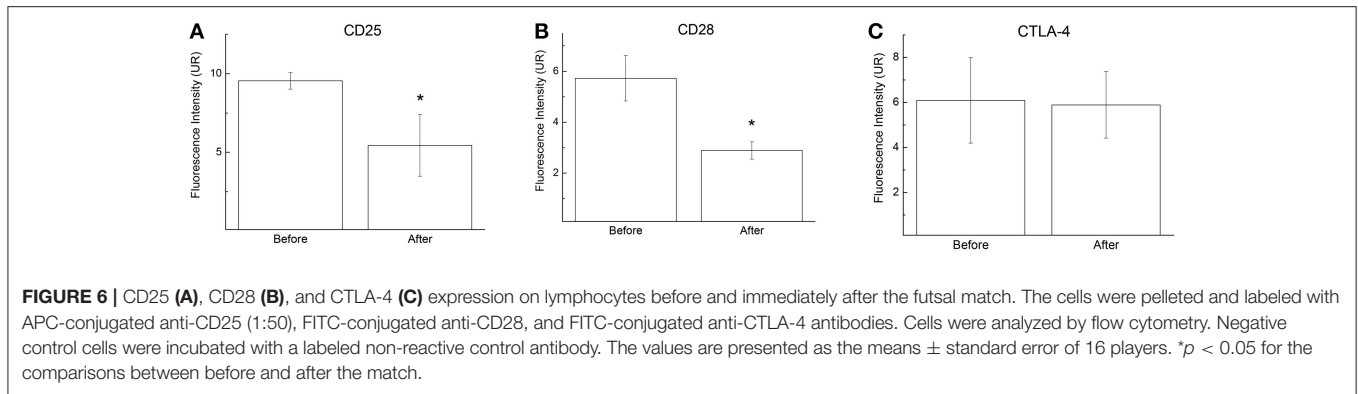 A
CD25
Fluorescence Intensity (UR)
10
5
*
Before
After
B
CD28
Fluorescence Intensity (UR)
6
4
2
*
Before
After
C
CTLA-4
Fluorescence Intensity (UR)
8
6
4
2
Before
After
FIGURE 6 | CD25 (A), CD28 (B), and CTLA-4 (C) expression on lymphocytes before and immediately after the futsal match. The cells were pelleted and labeled with
APC-conjugated anti-CD25 (1:50), FITC-conjugated anti-CD28, and FITC-conjugated anti-CTLA-4 antibodies. Cells were analyzed by flow cytometry. Negative
control cells were incubated with a labeled non-reactive control antibody. The values are presented as the means ± standard error of 16 players. *p < 0.05 for the
comparisons between before and after the match.